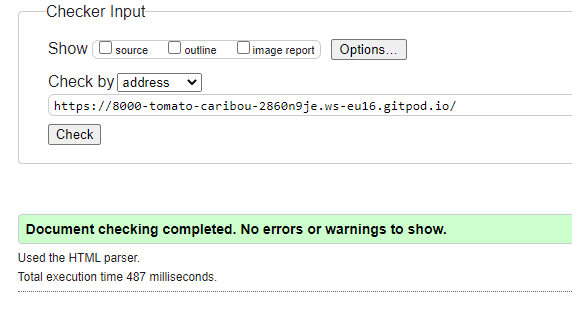 Checker Input
Show source outline image report Options...
Check by address
https://8000-tomato-caribou-2860n9je.ws-eu16.gitpod.io/
Check
Document checking completed. No errors or warnings to show.
Used the HTML parser.
Total execution time 487 milliseconds.